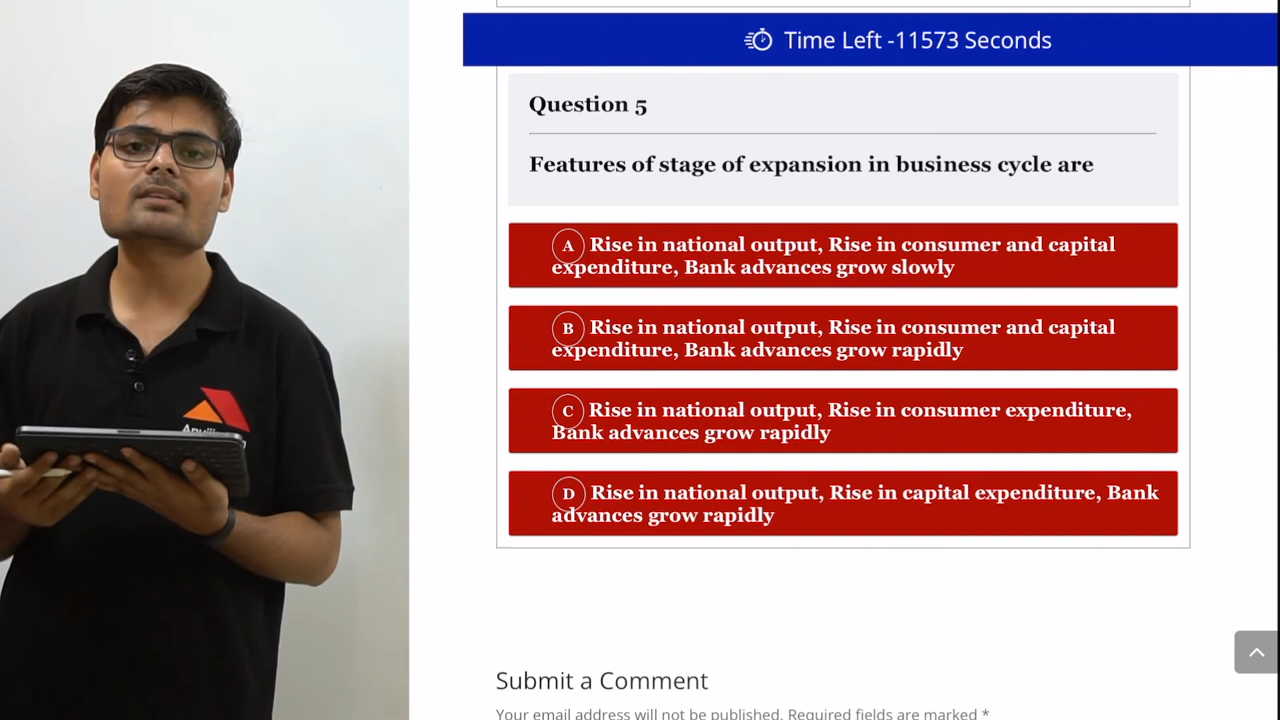 Time Left -11573 Seconds
Question 5
Features of stage of expansion in business cycle are
A Rise in national output, Rise in consumer and capital
expenditure, Bank advances grow slowly
B Rise in national output, Rise in consumer and capital
expenditure, Bank advances grow rapidly
C Rise in national output, Rise in consumer expenditure,
Bank advances grow rapidly
D Rise in national output, Rise in capital expenditure, Bank
advances grow rapidly
Submit a Comment
Your email address will not be published. Required fields are marked *